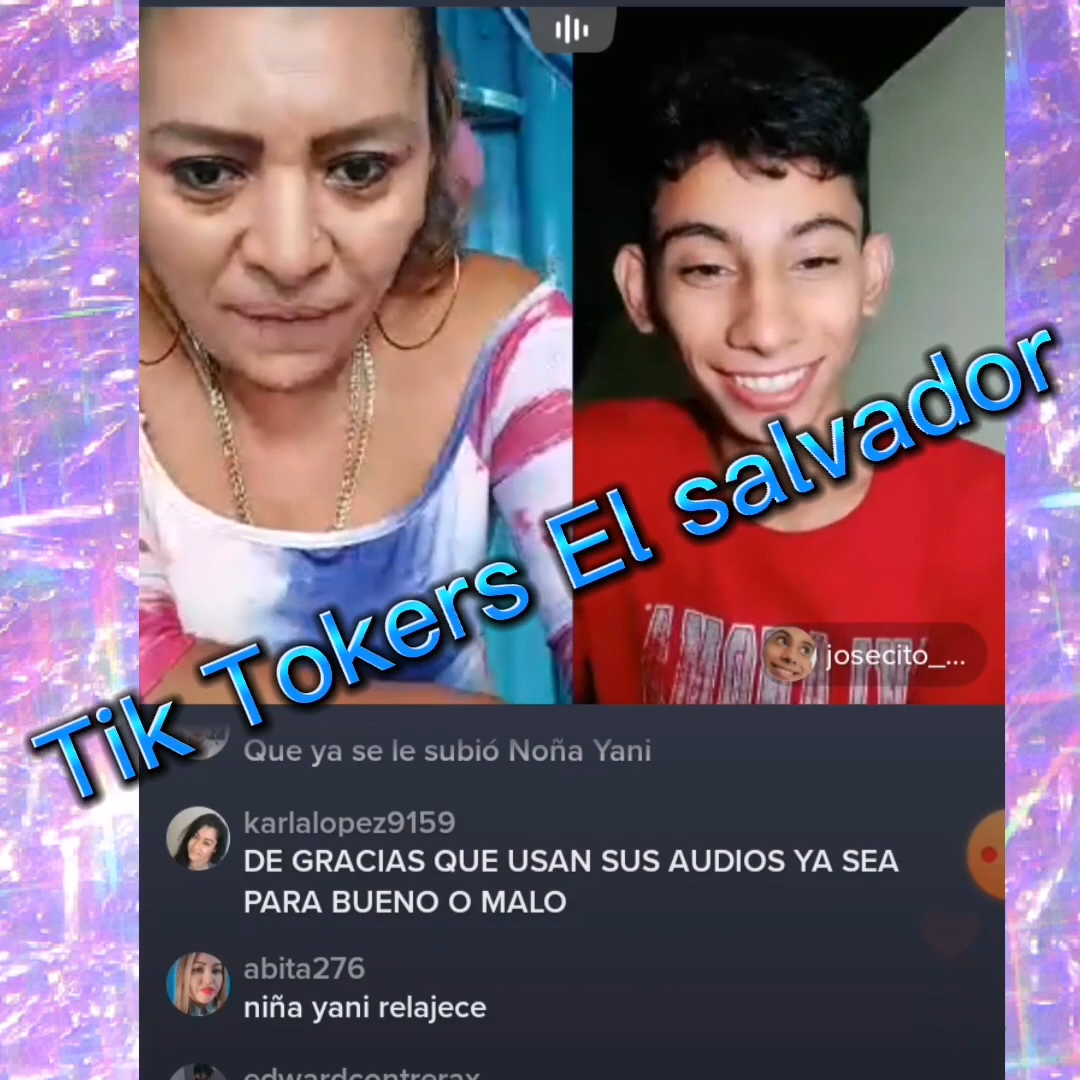 Tik Tokers El salvador
josecito_...
Que ya se le subió Noña Yani
karlalopez9159
DE GRACIAS QUE USAN SUS AUDIOS YA SEA
PARA BUENO O MALO
abita276
niña yani relajece
edwardcontrerax